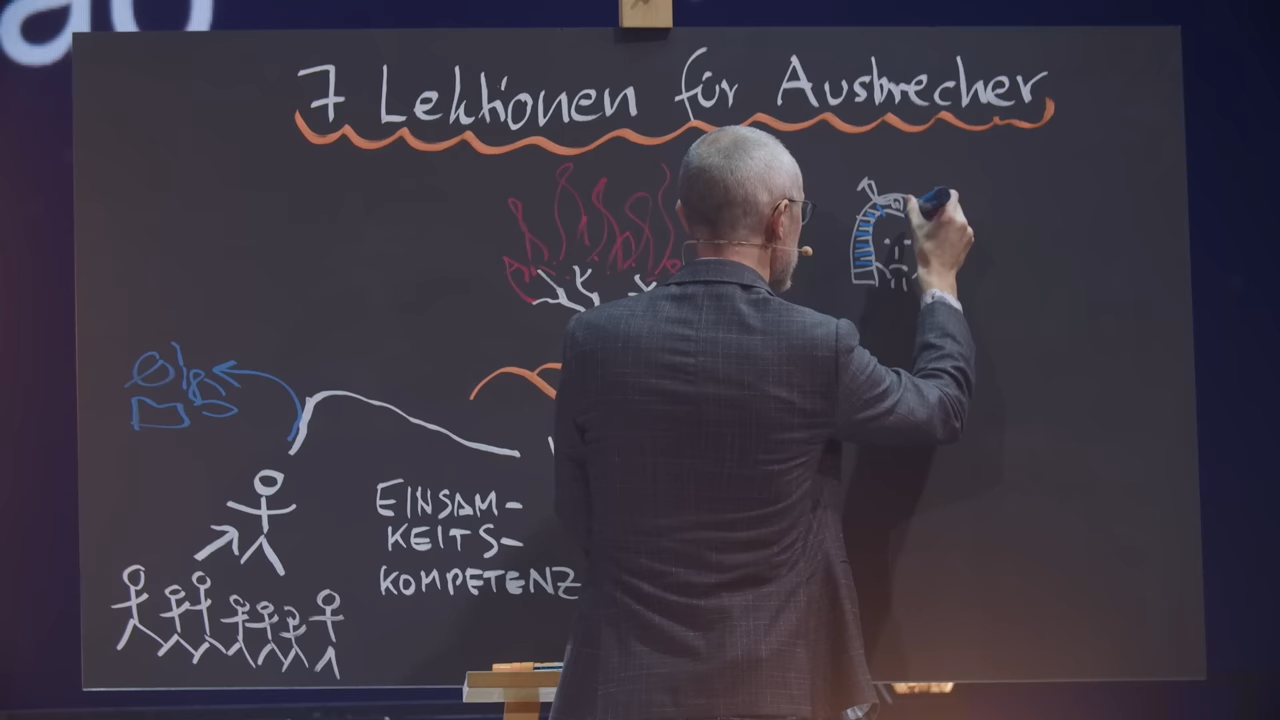 7 Lektionen für Ausbrecher
EINSAM-
KEITS-
KOMPETENZ